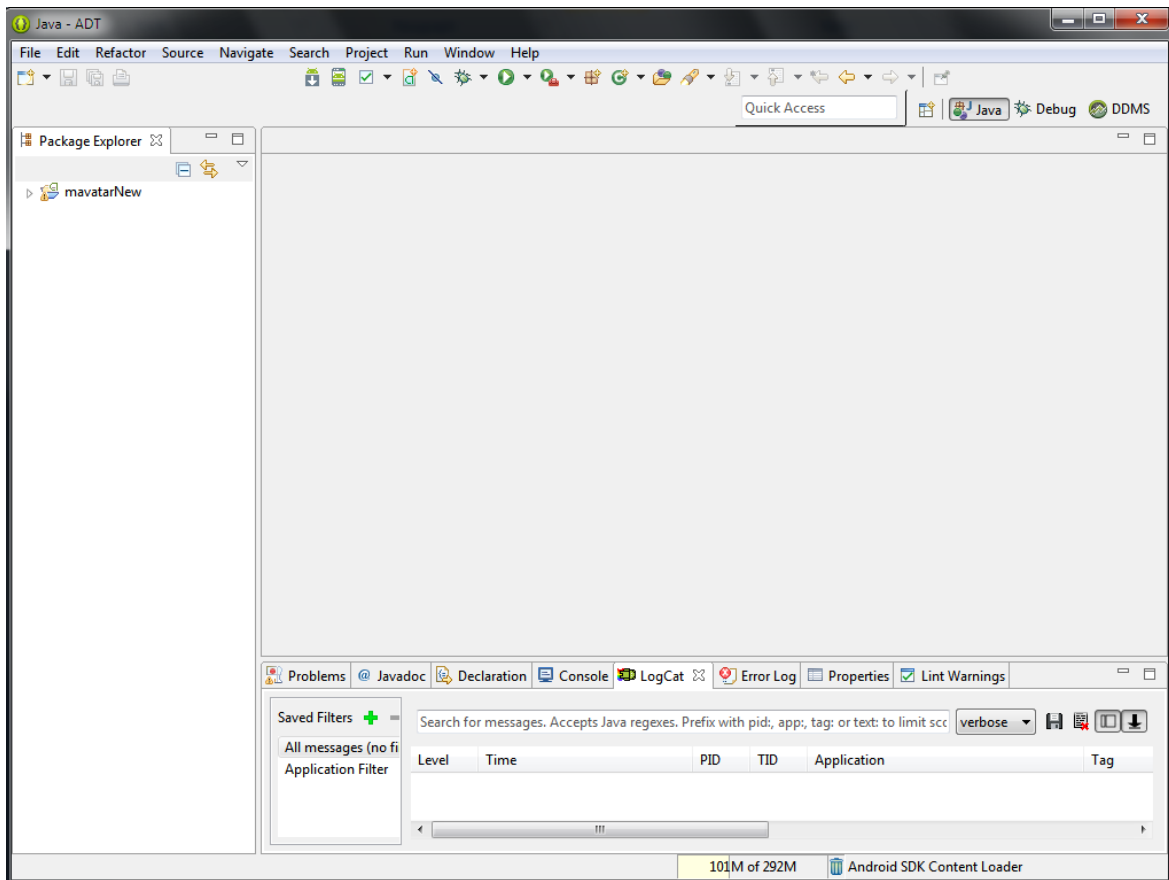 Java - ADT
File Edit Refactor Source Navigate Search Project Run Window Help
Quick Access
Java Debug DDMS
Package Explorer
mavatarNew
Problems @ Javadoc Declaration Console LogCat Error Log Properties Lint Warnings
Saved Filters
Search for messages. Accepts Java regexes. Prefix with pid:, app:, tag: or text: to limit scc
verbose
All messages (no fi
Application Filter
Level Time PID TID Application Tag
101M of 292M
Android SDK Content Loader